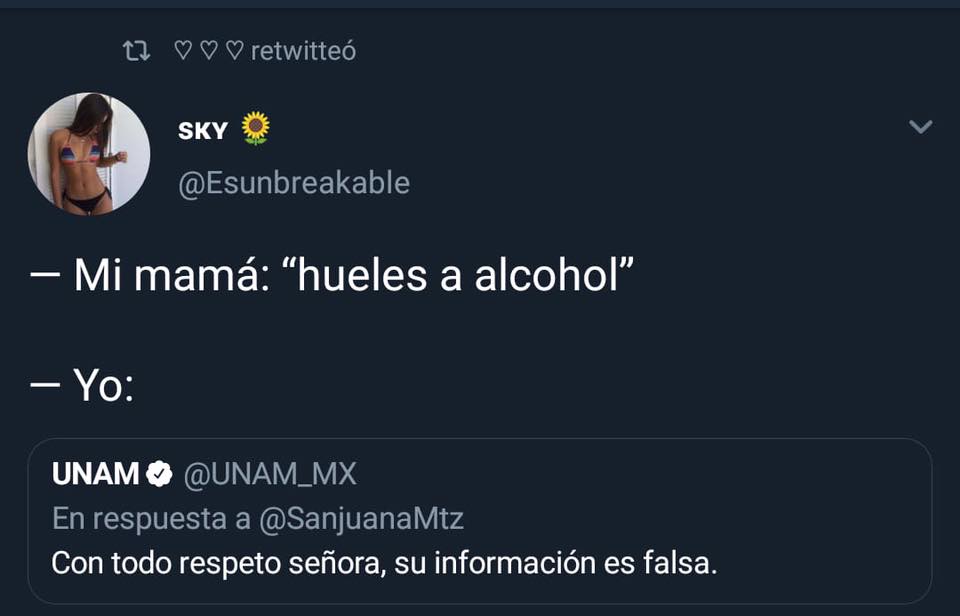 ♡ ♡ ♡ retwitteó
SKY 🌻
@Esunbreakable
— Mi mamá: “hueles a alcohol”
— Yo:
UNAM @UNAM_MX
En respuesta a @SanjuanaMtz
Con todo respeto señora, su información es falsa.